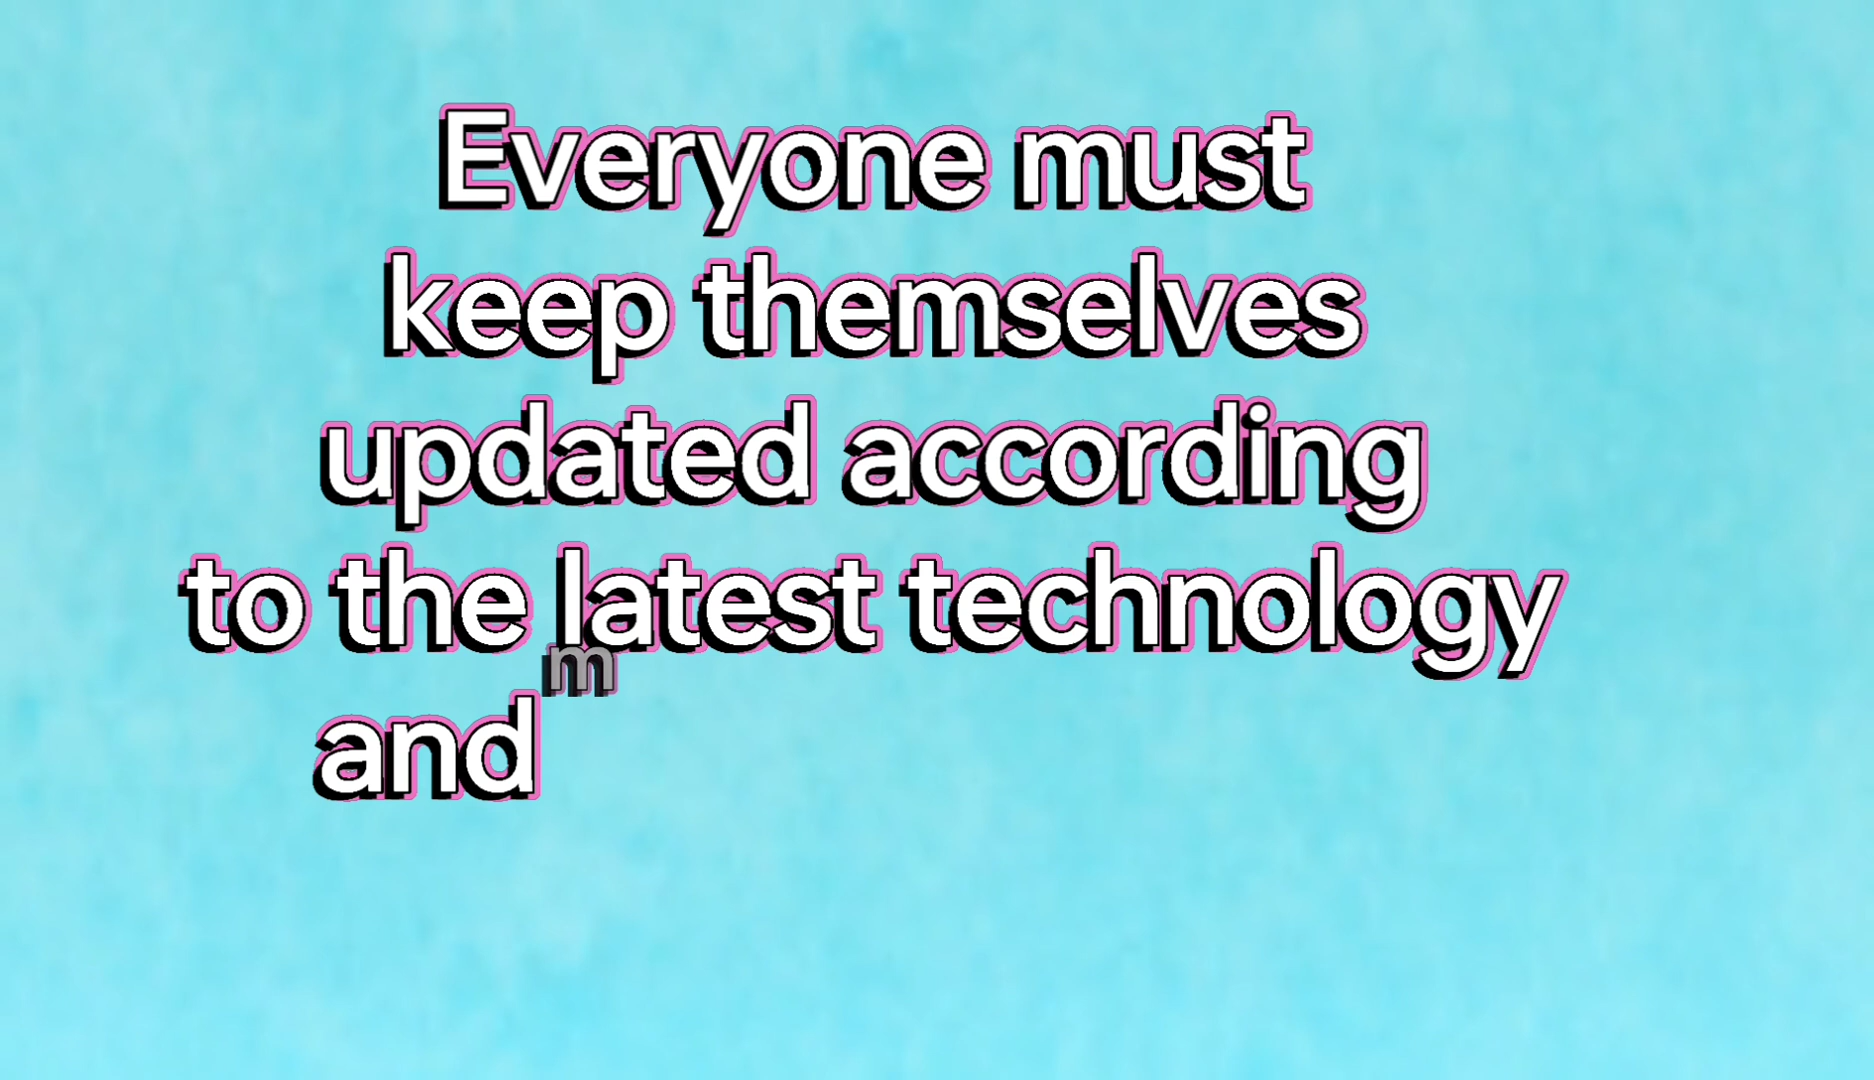 Everyone must
keep themselves
updated according
to the latest technology
and m